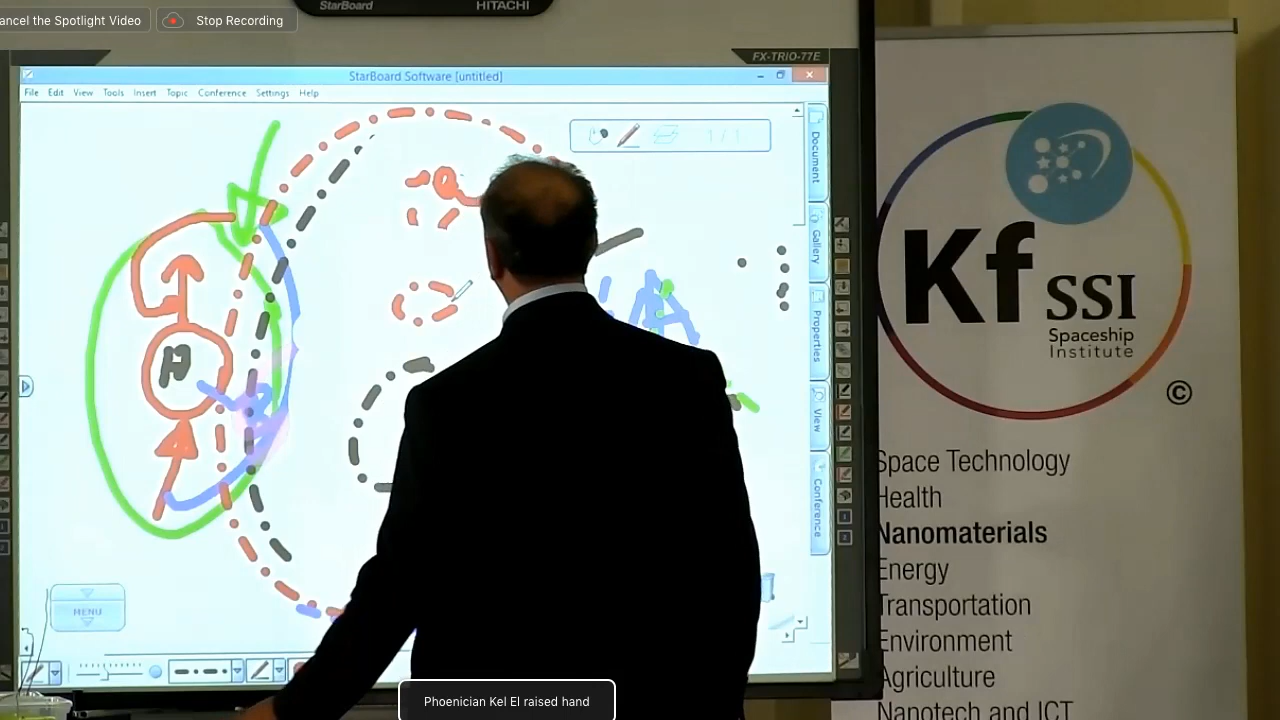 ancel the Spotlight Video
Stop Recording
StarBoard
HITACHI
FX-TRIO-77E
StarBoard Software [untitled]
File Edit View Tools Insert Topic Conference Settings Help
1 / 1
Document
Gallery
Properties
View
Conference
H
A
MENU
Phoenician Kel El raised hand
Kf SSI
Spaceship
Institute
©
Space Technology
Health
Nanomaterials
Energy
Transportation
Environment
Agriculture
Nanotech and ICT